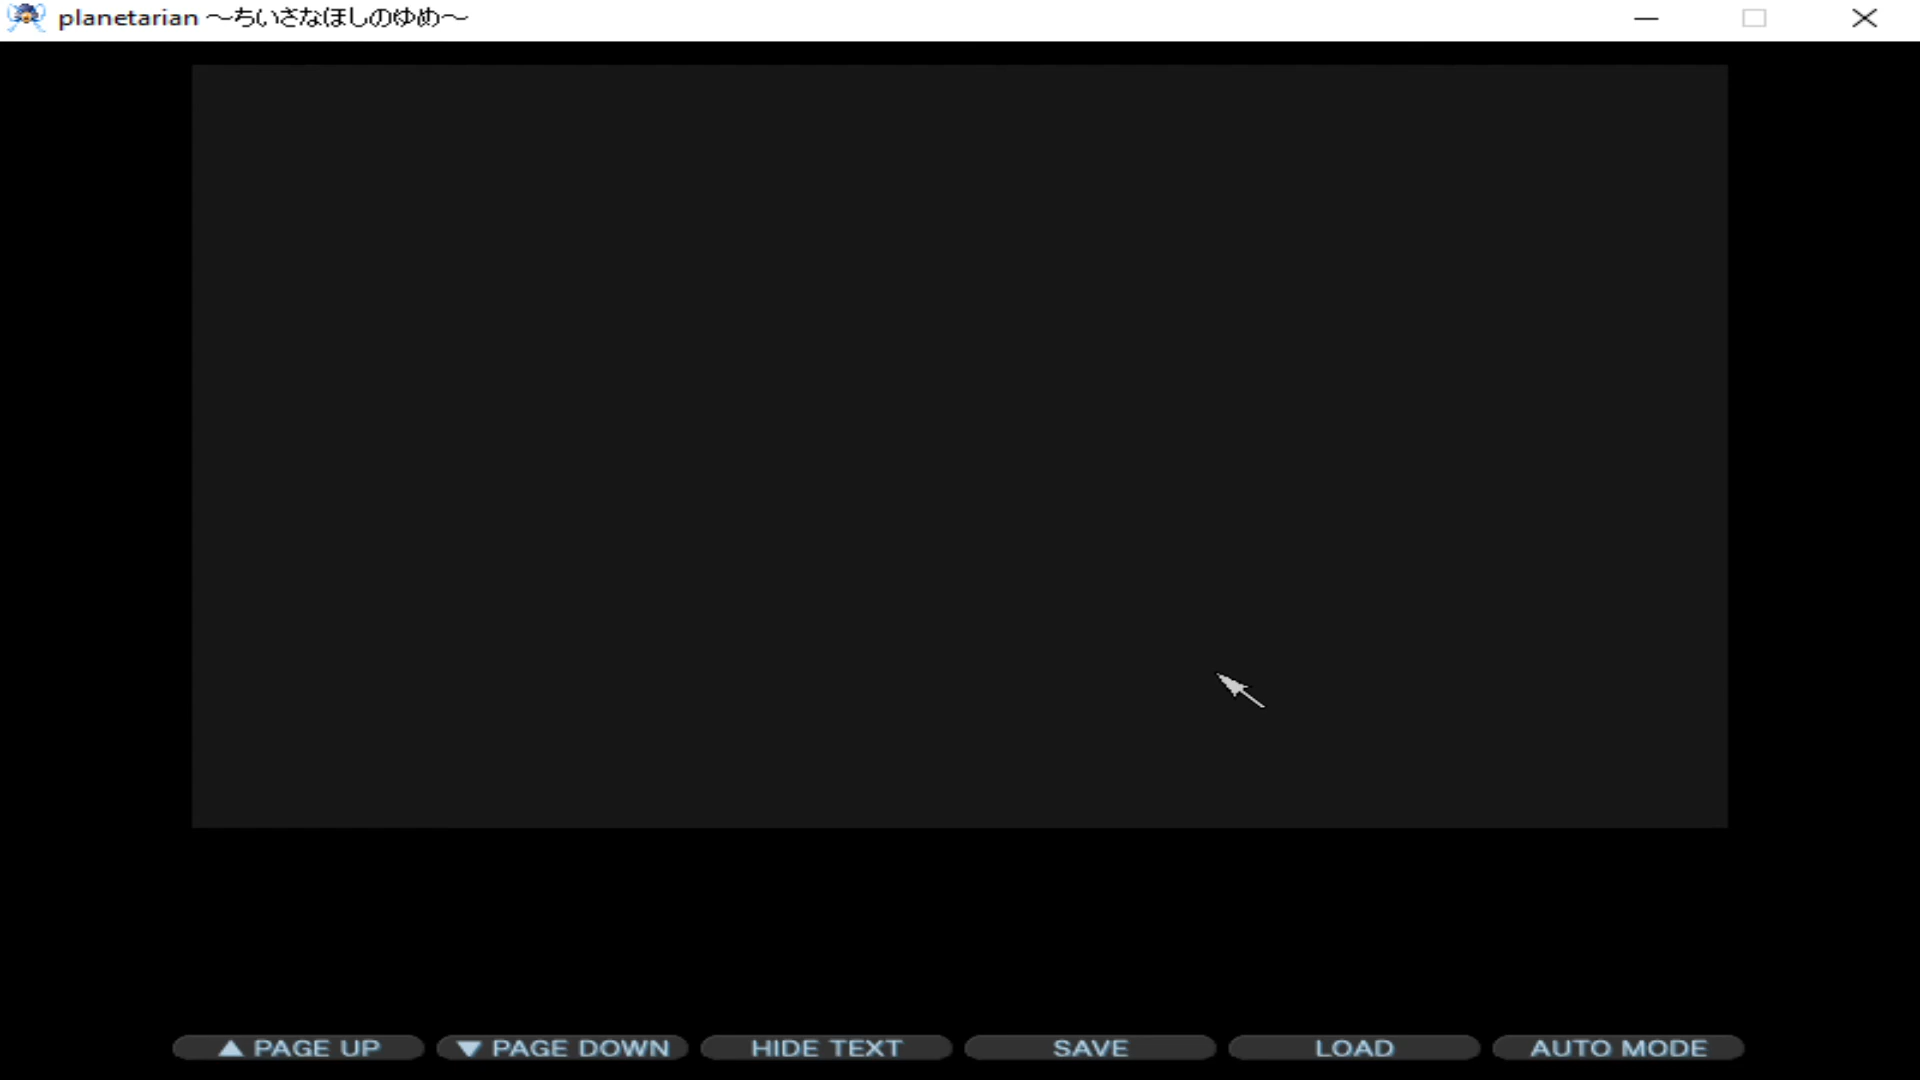 planetarian ～ちいさなほしのゆめ～
▲ PAGE UP
▼ PAGE DOWN
HIDE TEXT
SAVE
LOAD
AUTO MODE